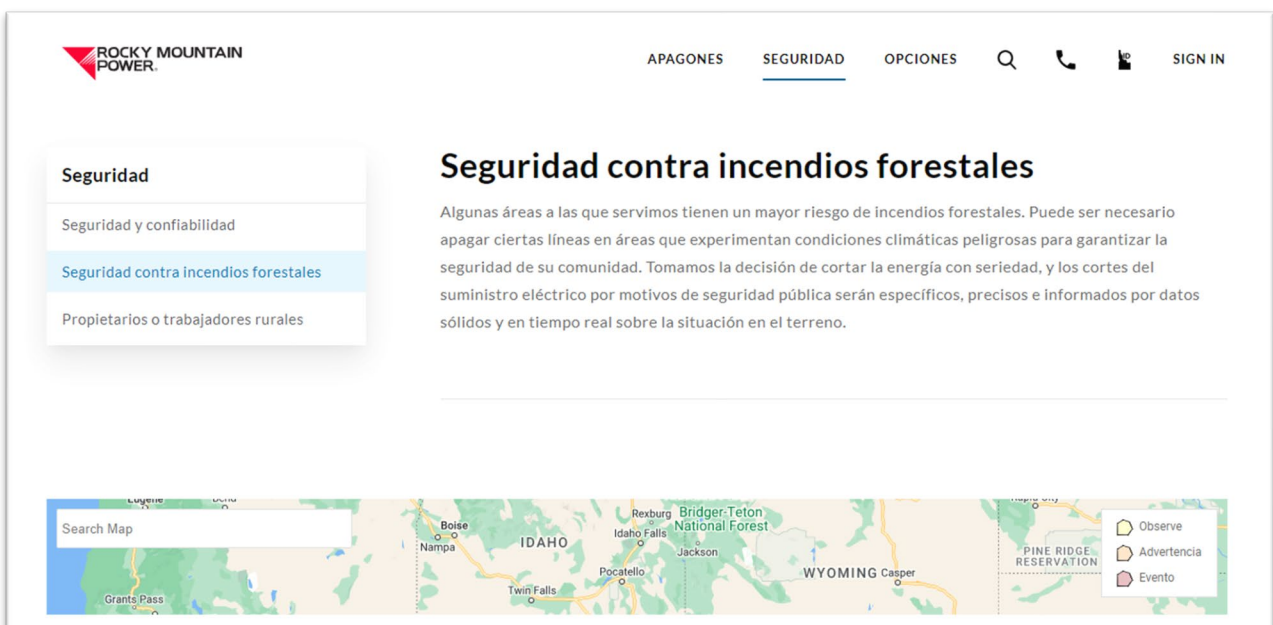 ROCKY MOUNTAIN
POWER.
APAGONES SEGURIDAD OPCIONES ID SIGN IN
Seguridad
Seguridad y confiabilidad
Seguridad contra incendios forestales
Propietarios o trabajadores rurales
Seguridad contra incendios forestales
Algunas áreas a las que servimos tienen un mayor riesgo de incendios forestales. Puede ser necesario
apagar ciertas líneas en áreas que experimentan condiciones climáticas peligrosas para garantizar la
seguridad de su comunidad. Tomamos la decisión de cortar la energía con seriedad, y los cortes del
suministro eléctrico por motivos de seguridad pública serán específicos, precisos e informados por datos
sólidos y en tiempo real sobre la situación en el terreno.
Search Map
Eugene
Bend
Grants Pass
Boise
Nampa
IDAHO
Rexburg
Idaho Falls
Bridger-Teton
National Forest
Jackson
Pocatello
Twin Falls
WYOMING
Casper
Rapid City
PINE RIDGE
RESERVATION
Observe
Advertencia
Evento